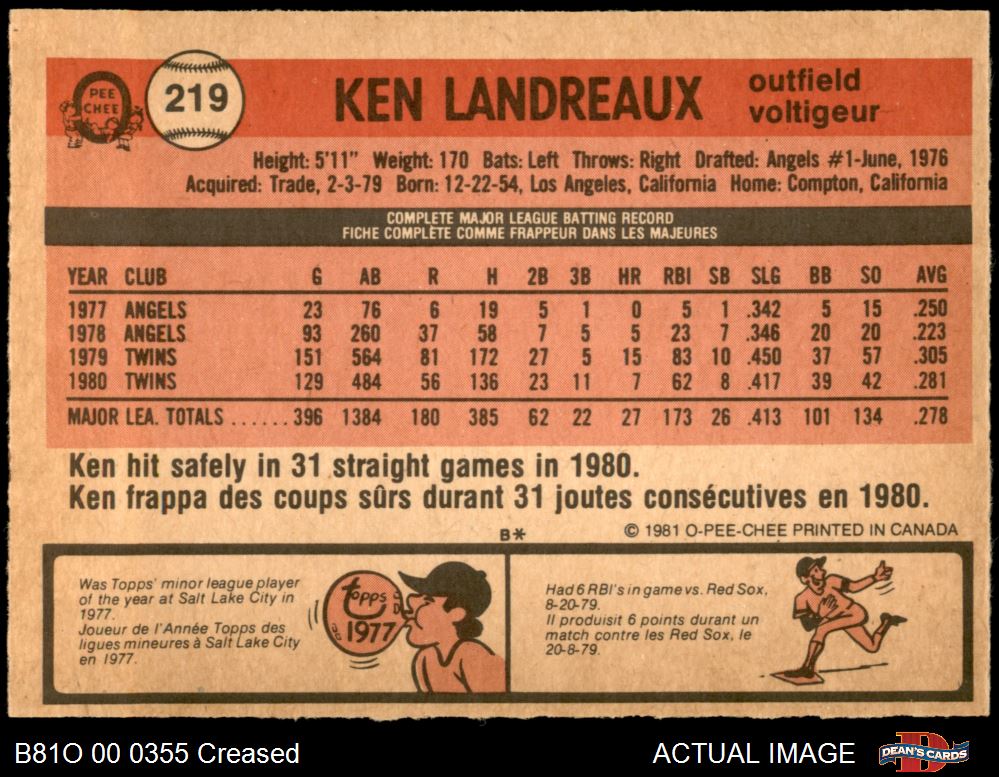 PEE
CHEE
219
KEN LANDREAUX
outfield
voltigeur
Height: 5'11" Weight: 170 Bats: Left Throws: Right Drafted: Angels #1-June, 1976
Acquired: Trade, 2-3-79 Born: 12-22-54, Los Angeles, California Home: Compton, California
COMPLETE MAJOR LEAGUE BATTING RECORD
FICHE COMPLÈTE COMME FRAPPEUR DANS LES MAJEURES
YEAR CLUB G AB R H 2B 3B HR RBI SB SLG BB SO AVG
1977 ANGELS 23 76 6 19 5 1 0 5 1 .342 5 15 .250
1978 ANGELS 93 260 37 58 7 5 5 23 7 .346 20 20 .223
1979 TWINS 151 564 81 172 27 5 15 83 10 .450 37 57 .305
1980 TWINS 129 484 56 136 23 11 7 62 8 .417 39 42 .281
MAJOR LEA. TOTALS ...... 396 1384 180 385 62 22 27 173 26 .413 101 134 .278
Ken hit safely in 31 straight games in 1980.
Ken frappa des coups sûrs durant 31 joutes consécutives en 1980.
B* © 1981 O-PEE-CHEE PRINTED IN CANADA
Was Topps' minor league player
of the year at Salt Lake City in
1977.
Joueur de l'Année Topps des
ligues mineures à Salt Lake City
en 1977.
Topps
1977
Had 6 RBI's in game vs. Red Sox,
8-20-79.
Il produisit 6 points durant un
match contre les Red Sox, le
20-8-79.
B81O 00 0355 Creased
ACTUAL IMAGE
DEAN'S CARDS